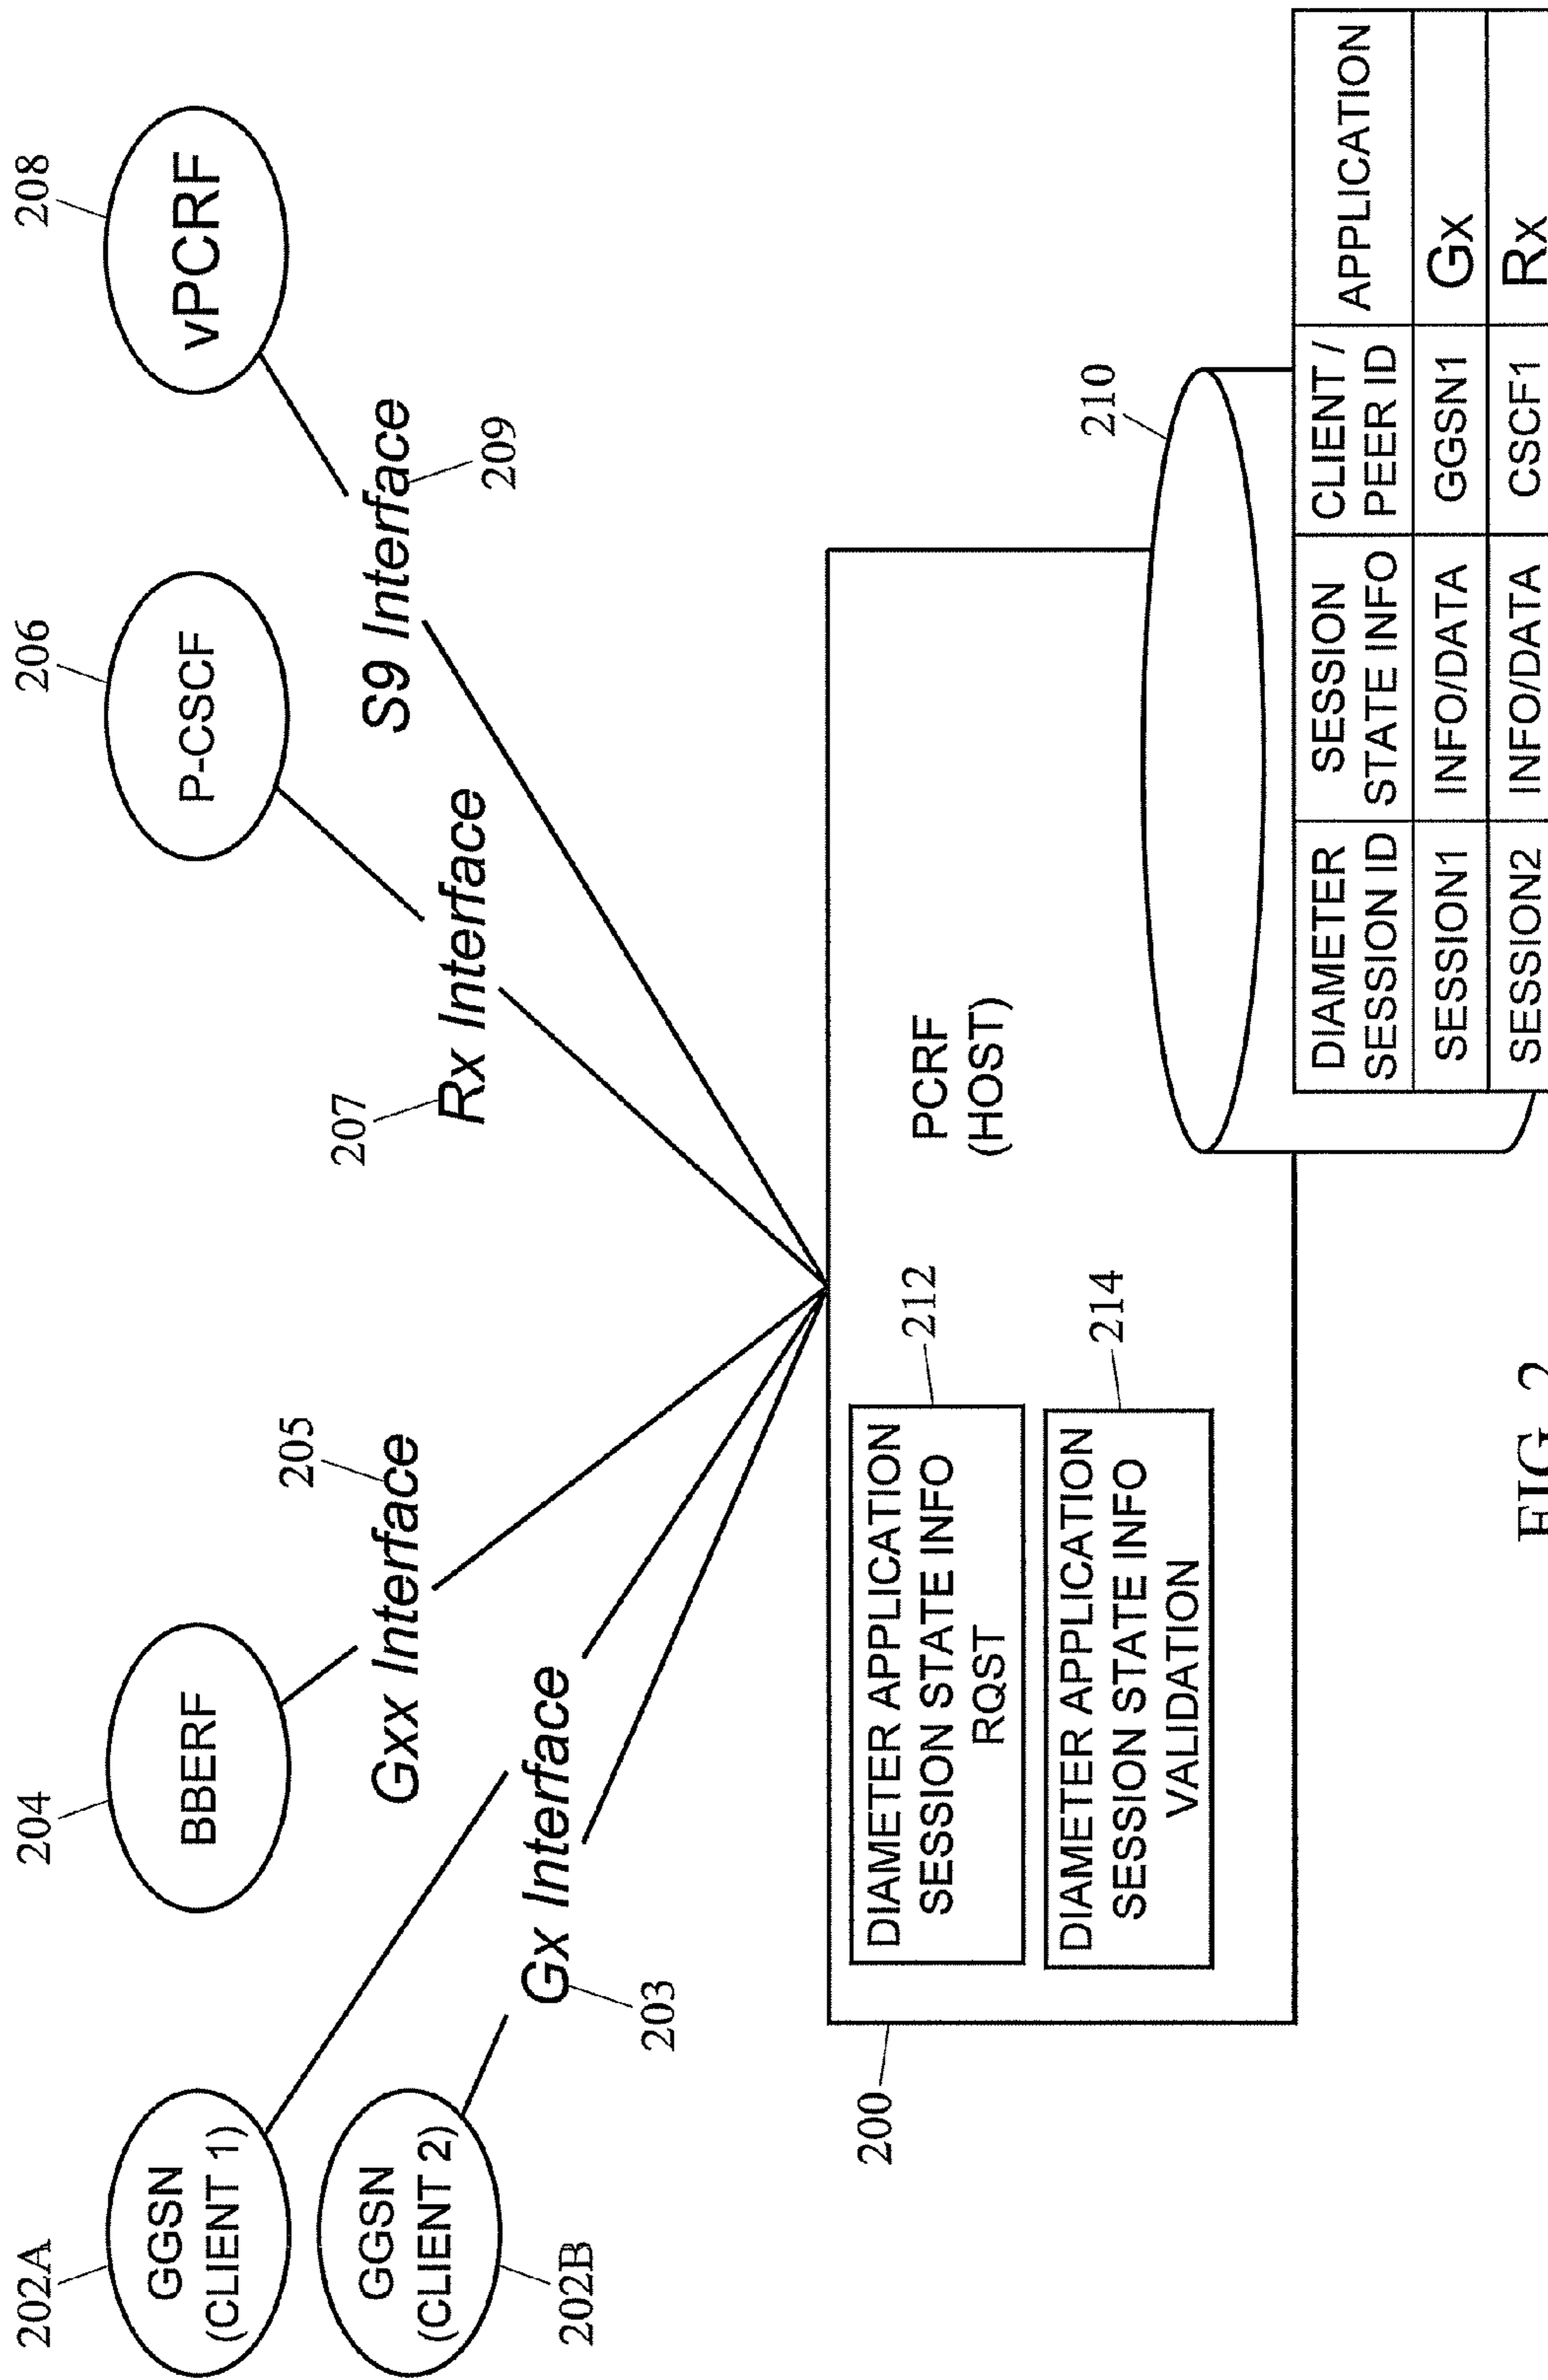 202A
GGSN
(CLIENT 1)
GGSN
(CLIENT 2)
202B
204
BBERF
Gxx Interface
205
Gx Interface
203
206
P-CSCF
Rx Interface
207
208
vPCRF
S9 Interface
209
200
DIAMETER APPLICATION
SESSION STATE INFO
RQST
212
DIAMETER APPLICATION
SESSION STATE INFO
VALIDATION
214
PCRF
(HOST)
210
DIAMETER
SESSION ID
SESSION
STATE INFO
CLIENT /
PEER ID
APPLICATION
SESSION1
INFO/DATA
GGSN1
Gx
SESSION2
INFO/DATA
CSCF1
Rx
FIG. 2